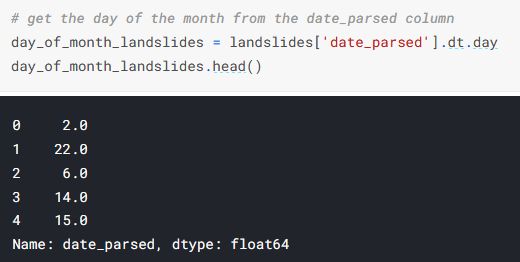 # get the day of the month from the date_parsed column
day_of_month_landslides = landslides['date_parsed'].dt.day
day_of_month_landslides.head()
0     2.0
1    22.0
2     6.0
3    14.0
4    15.0
Name: date_parsed, dtype: float64